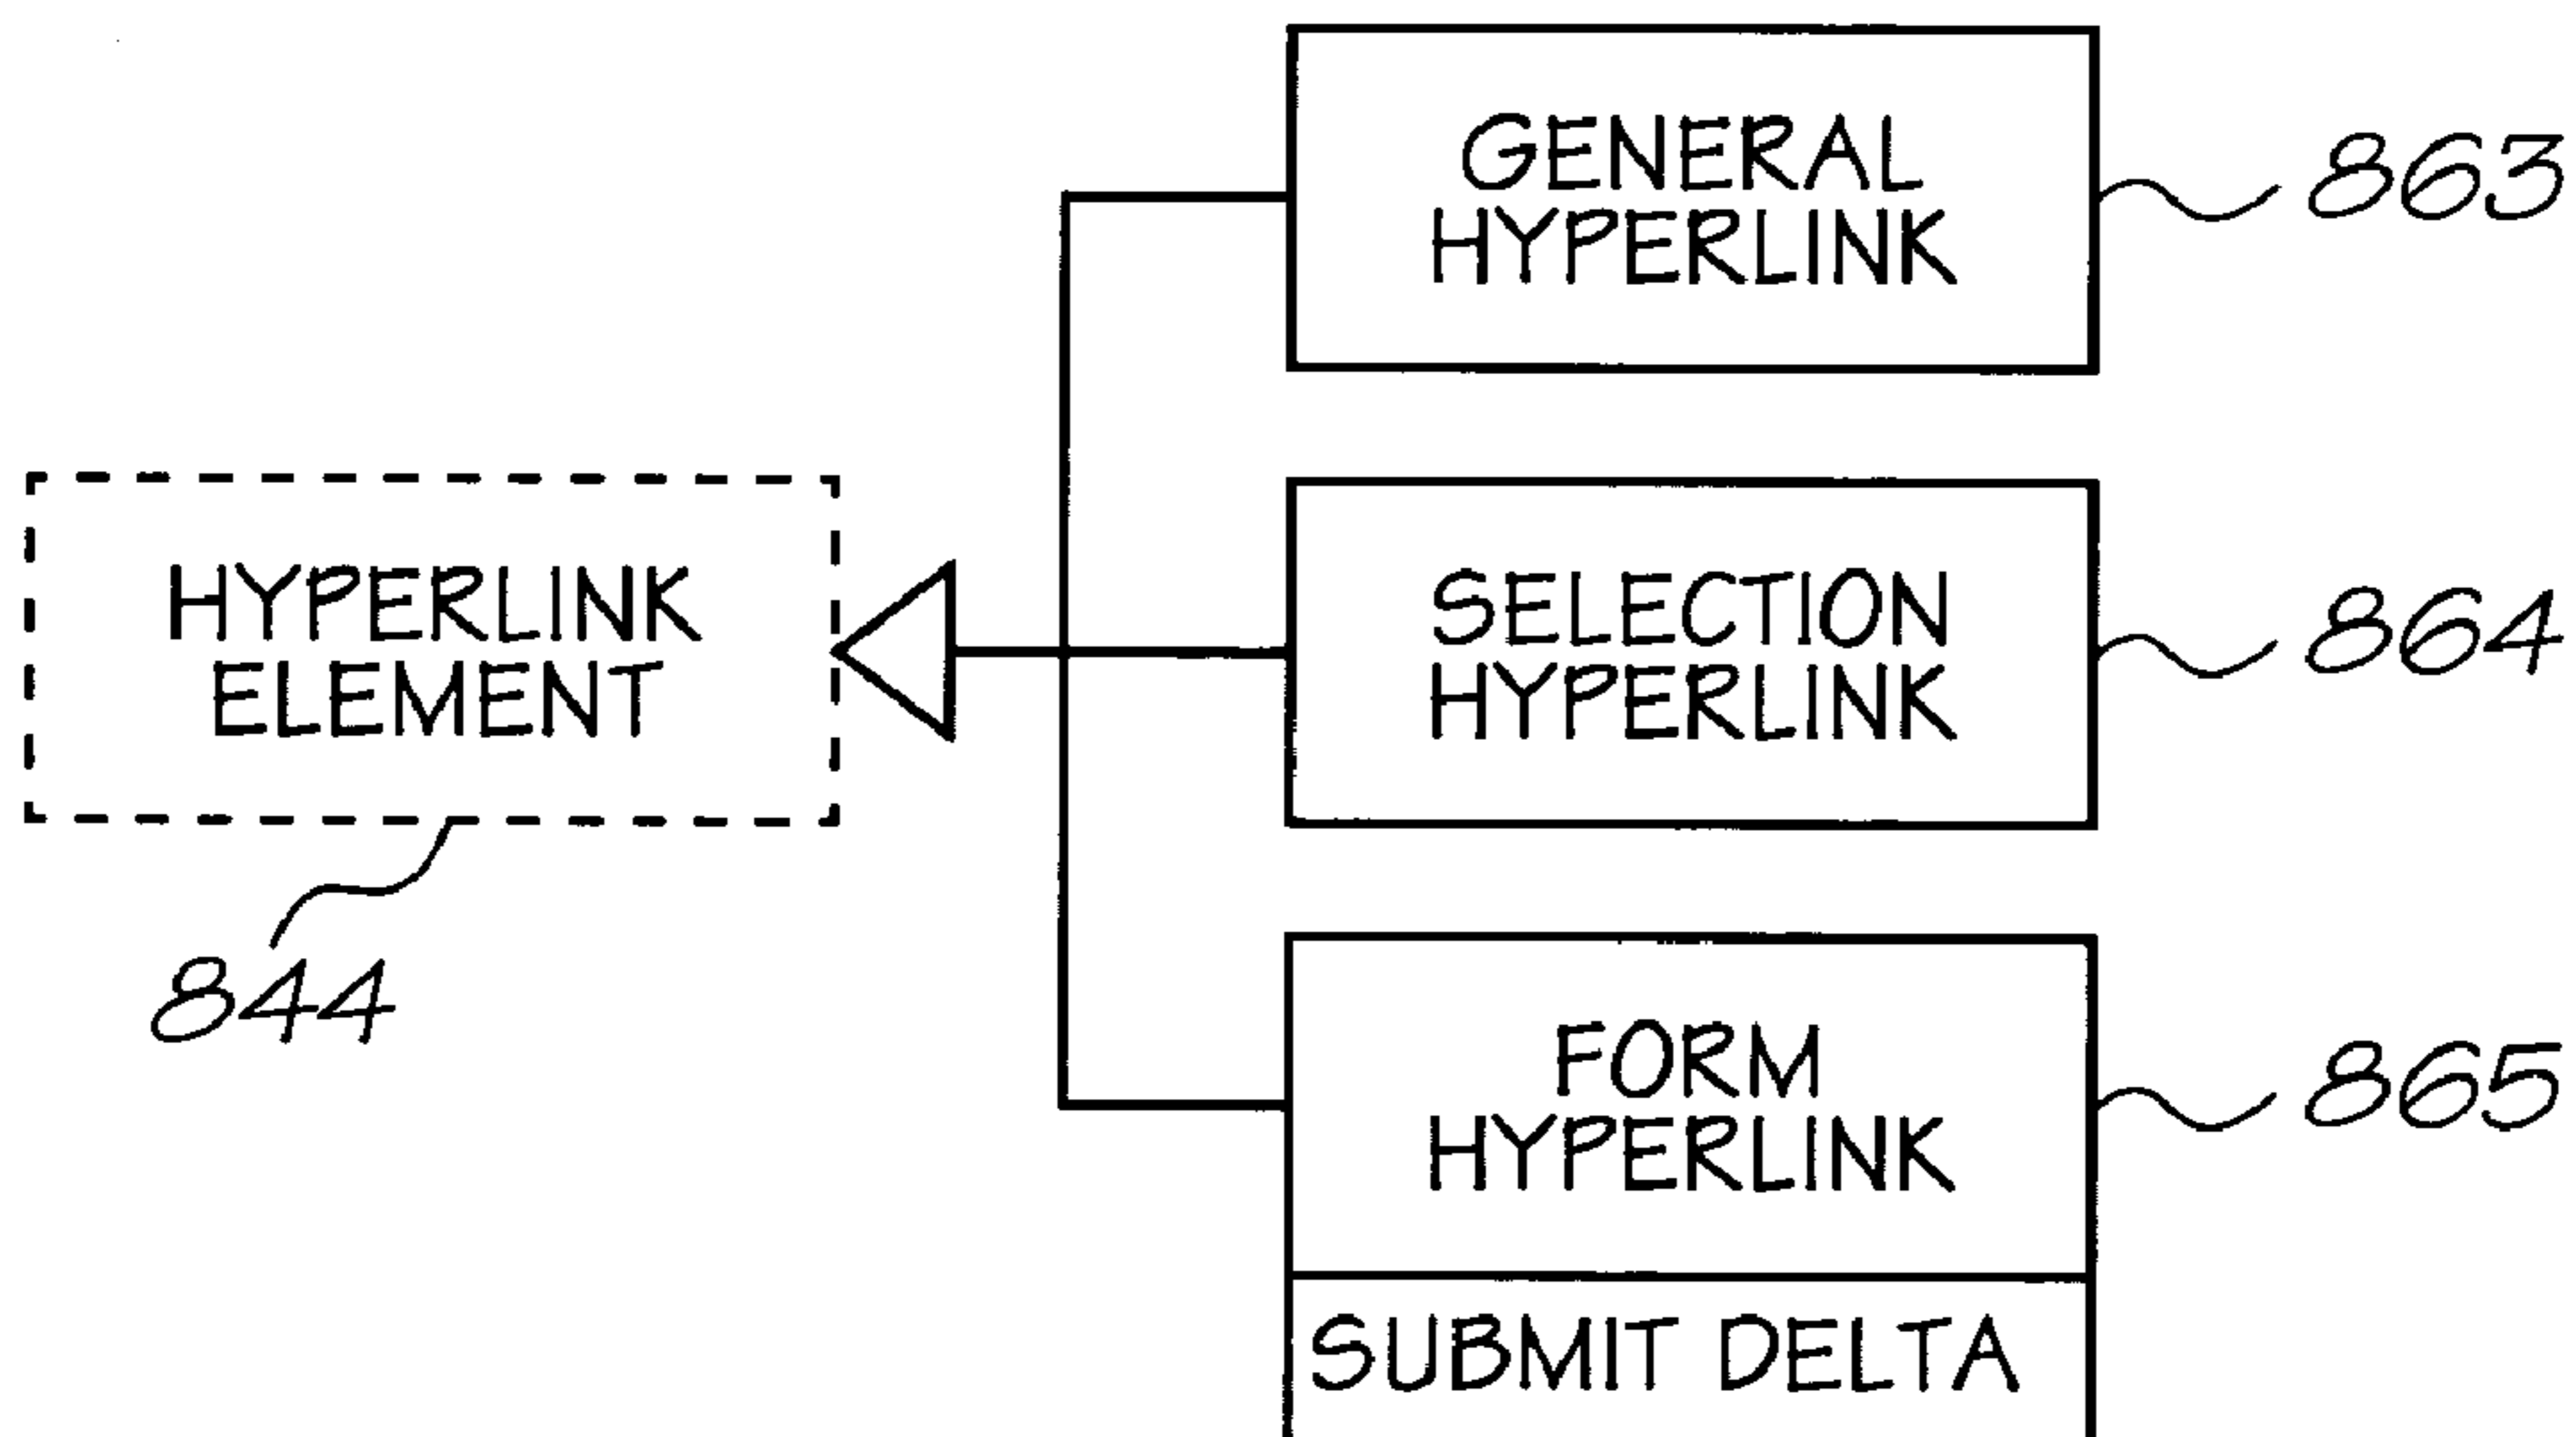 GENERAL
HYPERLINK
863
HYPERLINK
ELEMENT
844
SELECTION
HYPERLINK
864
FORM
HYPERLINK
865
SUBMIT DELTA